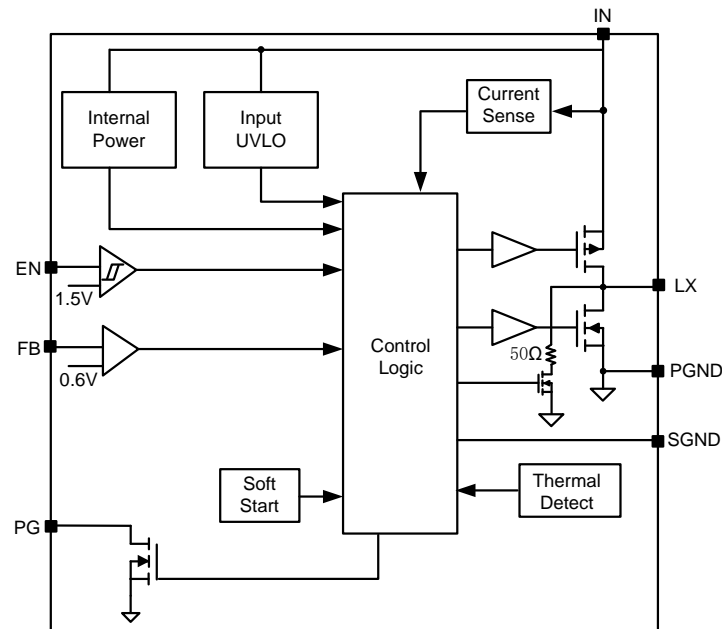 IN
Internal
Power
Input
UVLO
Current
Sense
EN
1.5V
LX
FB
0.6V
Control
Logic
50Ω
PGND
SGND
Soft
Start
Thermal
Detect
PG